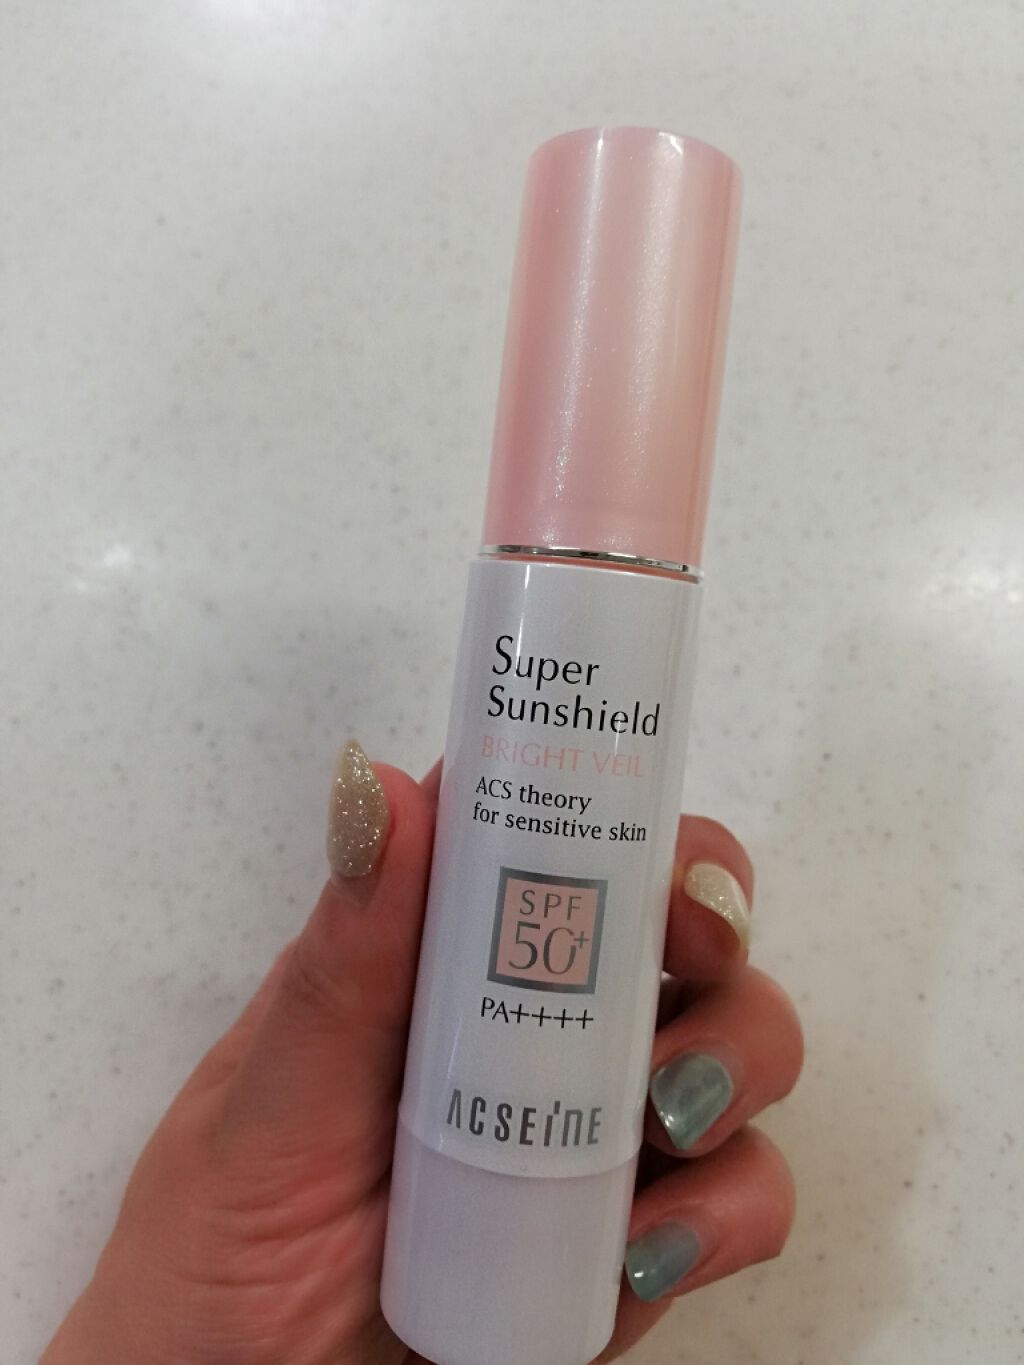 Super
Sunshield
BRIGHT VEIL
ACS theory
for sensitive skin
SPF
50+
PA++++
ACSEINE